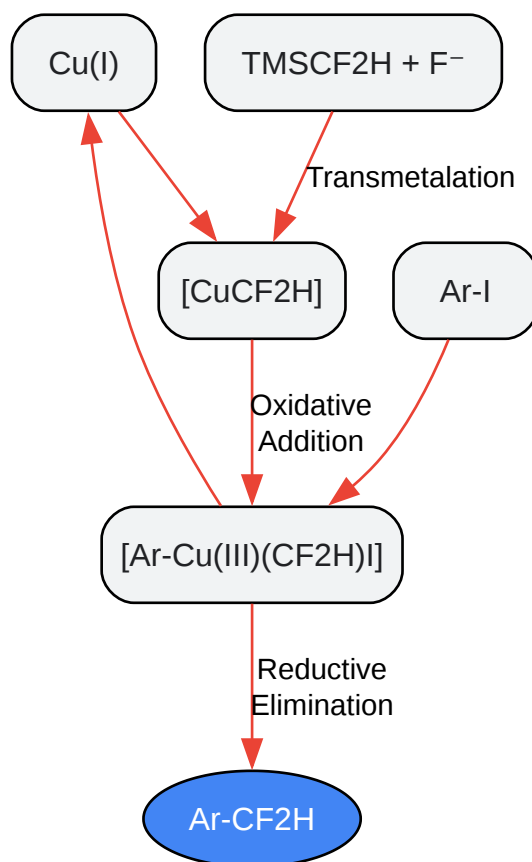 Cu(I)
TMSCF2H + F⁻
Transmetalation
[CuCF2H]
Ar-I
Oxidative
Addition
[Ar-Cu(III)(CF2H)I]
Reductive
Elimination
Ar-CF2H